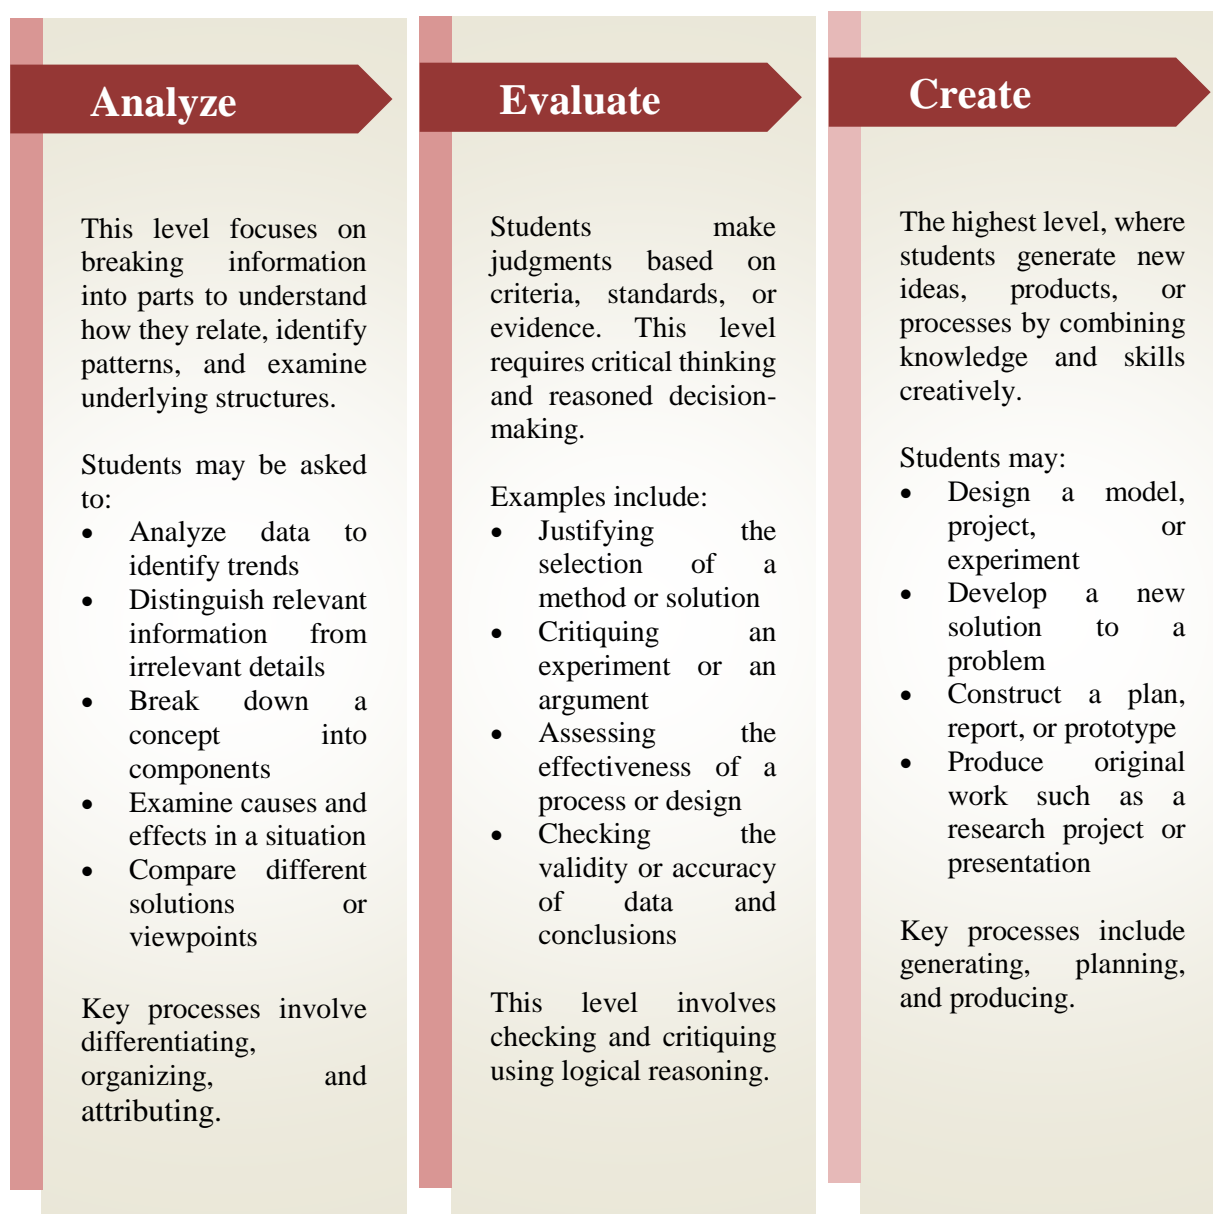 Analyze
This level focuses on
breaking information
into parts to understand
how they relate, identify
patterns, and examine
underlying structures.
Students may be asked
to:
• Analyze data to
identify trends
• Distinguish relevant
information from
irrelevant details
• Break down a
concept into
components
• Examine causes and
effects in a situation
• Compare different
solutions or
viewpoints
Key processes involve
differentiating,
organizing, and
attributing.
Evaluate
Students make
judgments based on
criteria, standards, or
evidence. This level
requires critical thinking
and reasoned decision-
making.
Examples include:
• Justifying the
selection of a
method or solution
• Critiquing an
experiment or an
argument
• Assessing the
effectiveness of a
process or design
• Checking the
validity or accuracy
of data and
conclusions
This level involves
checking and critiquing
using logical reasoning.
Create
The highest level, where
students generate new
ideas, products, or
processes by combining
knowledge and skills
creatively.
Students may:
• Design a model,
project, or
experiment
• Develop a new
solution to a
problem
• Construct a plan,
report, or prototype
• Produce original
work such as a
research project or
presentation
Key processes include
generating, planning,
and producing.